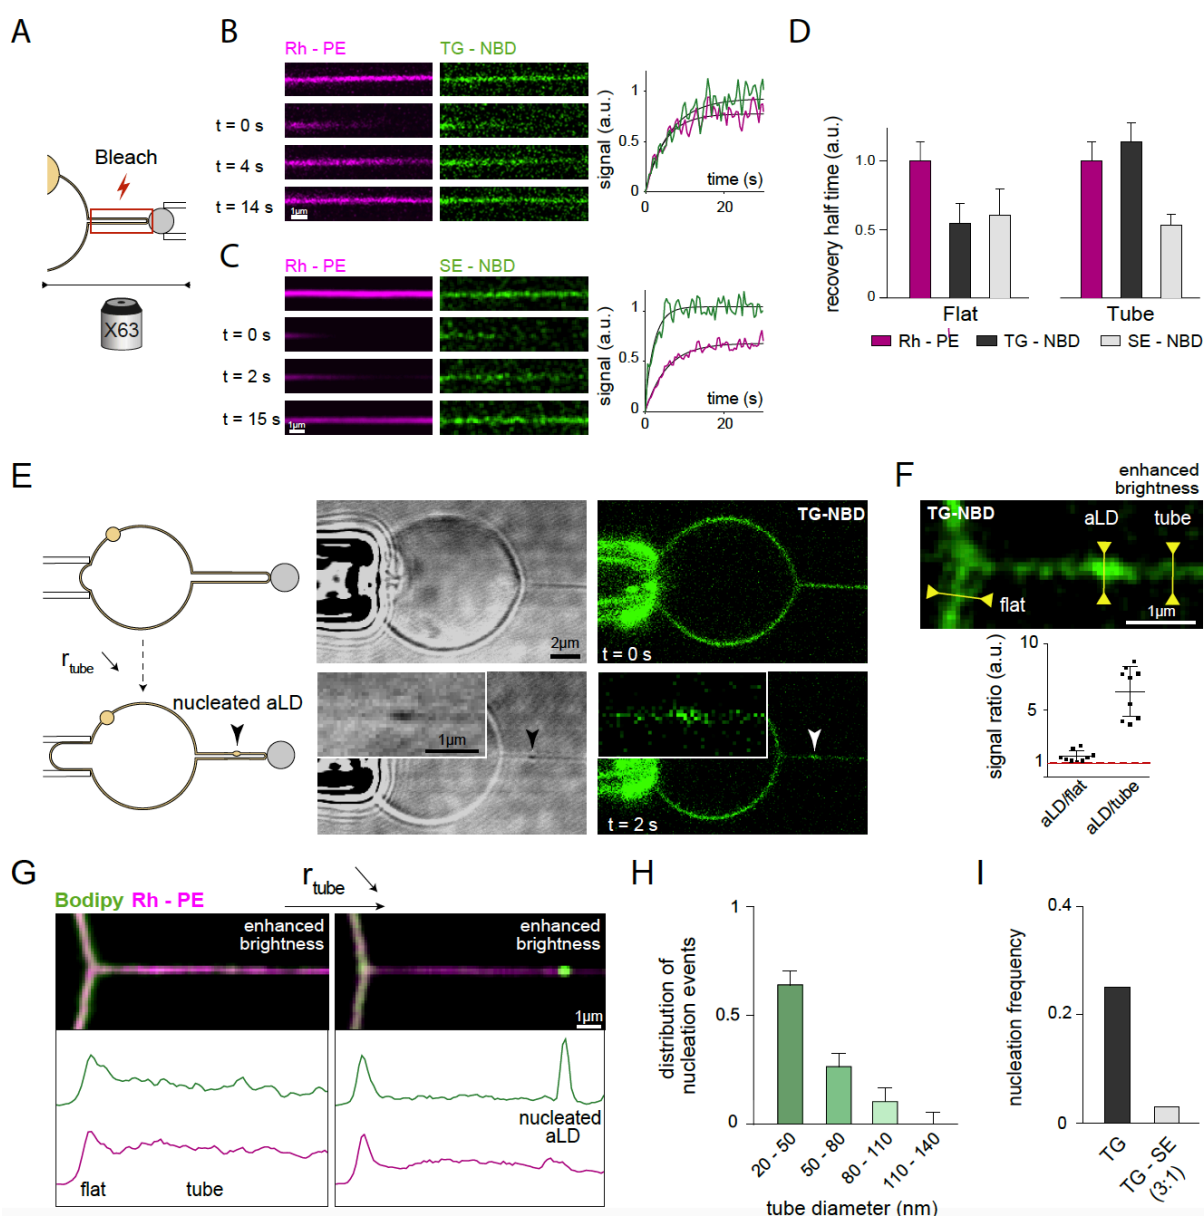 A
Bleach
X63
B
Rh - PE
TG - NBD
t = 0 s
t = 4 s
t = 14 s
1µm
signal (a.u.)
1
0.5
0
time (s)
0
20
C
Rh - PE
SE - NBD
t = 0 s
t = 2 s
t = 15 s
1µm
signal (a.u.)
1
0.5
0
time (s)
0
20
D
recovery half time (a.u.)
1.0
0.5
0
Flat
Tube
Rh - PE
TG - NBD
SE - NBD
E
r tube
nucleated aLD
2µm
TG-NBD
t = 0 s
1µm
t = 2 s
F
enhanced
brightness
TG-NBD
aLD
tube
flat
1µm
signal ratio (a.u.)
10
5
1
aLD/flat
aLD/tube
G
r tube
Bodipy Rh - PE
enhanced
brightness
enhanced
brightness
1µm
nucleated
aLD
flat
tube
H
distribution of
nucleation events
1
0.5
0
20 - 50
50 - 80
80 - 110
110 - 140
tube diameter (nm)
I
nucleation frequency
0.4
0.2
0
TG
TG - SE
(3:1)